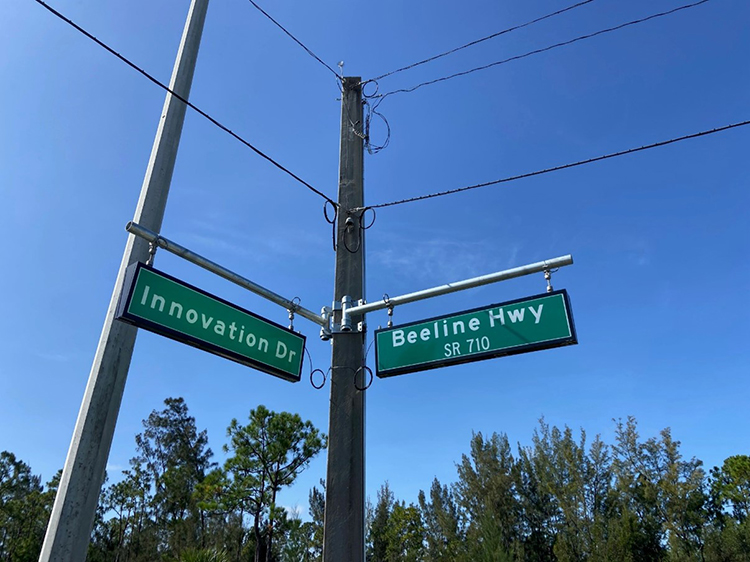 Innovation Dr
Beeline Hwy
SR 710